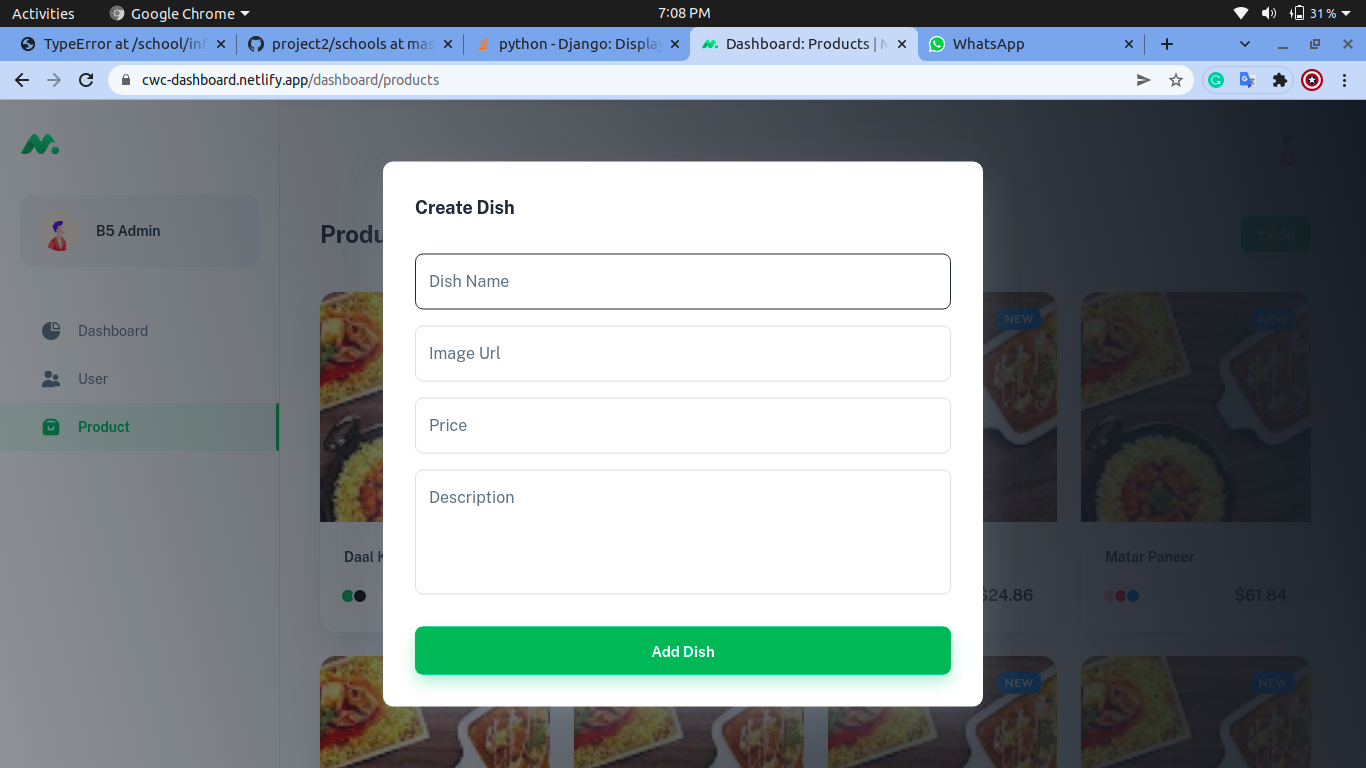 Activities
Google Chrome
7:08 PM
31 %
TypeError at /school/inf
project2/schools at mas
python - Django: Display
Dashboard: Products |
WhatsApp
cwc-dashboard.netlify.app/dashboard/products
B5 Admin
Dashboard
User
Product
Produ
+ Add
Create Dish
Dish Name
Image Url
Price
Description
Add Dish
NEW
NEW
Daal
Matar Paneer
$24.86
$61.84
NEW
NEW